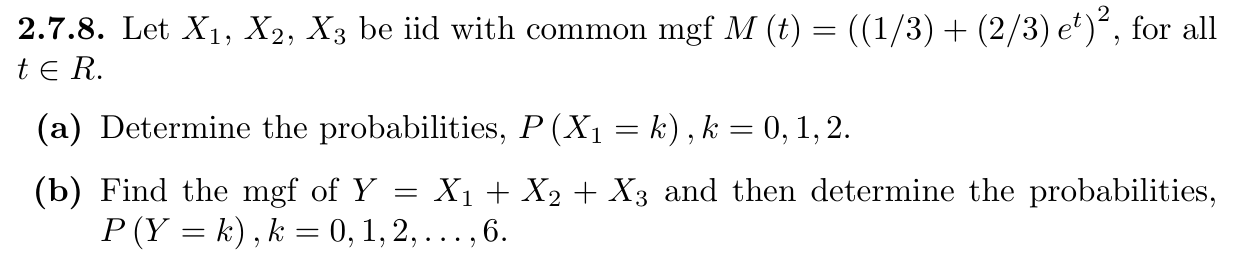 2.7.8. Let X₁, X₂, X₃ be iid with common mgf M (t) = ((1/3) + (2/3) eᵗ)², for all
t ∈ R.
(a) Determine the probabilities, P (X₁ = k) , k = 0, 1, 2.
(b) Find the mgf of Y = X₁ + X₂ + X₃ and then determine the probabilities,
P (Y = k) , k = 0, 1, 2, . . . , 6.